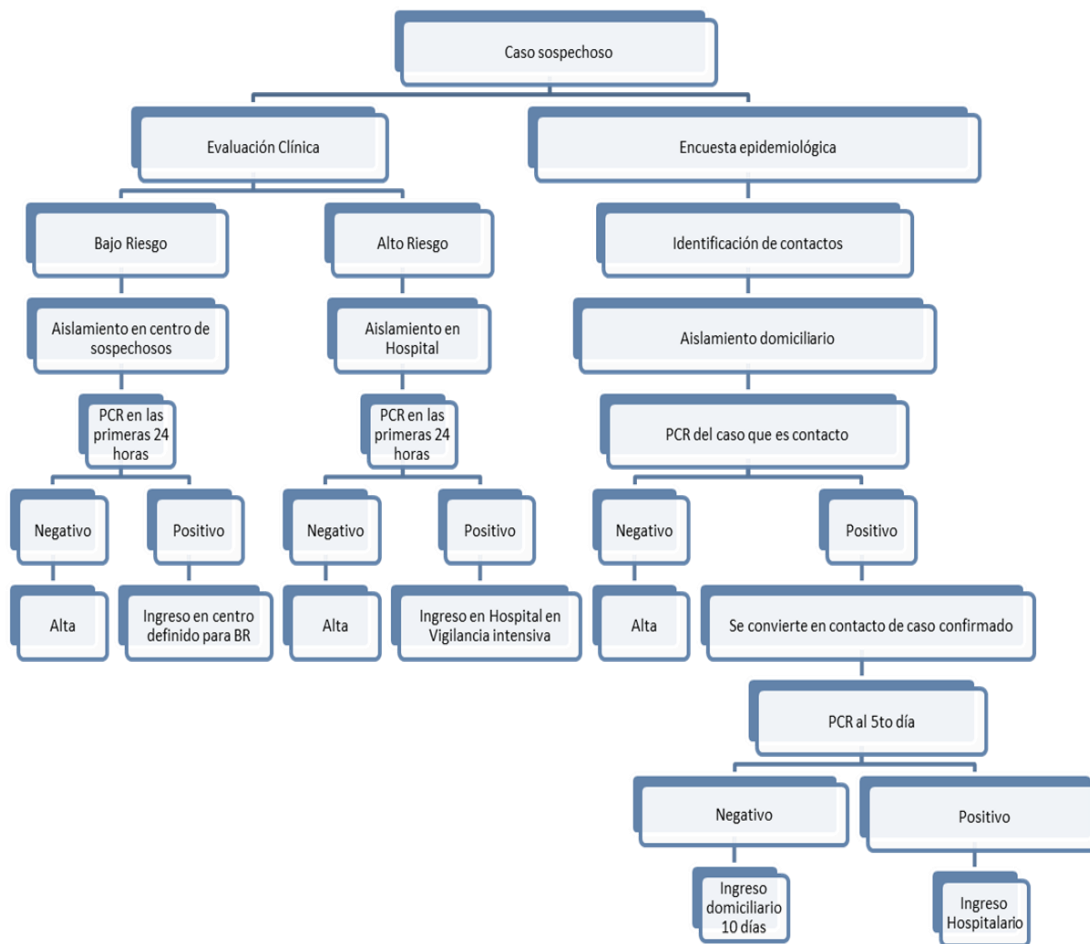 Caso sospechoso
Evaluación Clínica
Encuesta epidemiológica
Bajo Riesgo
Alto Riesgo
Identificación de contactos
Aislamiento en centro de
sospechosos
Aislamiento en
Hospital
Aislamiento domiciliario
PCR en las
primeras 24
horas
PCR en las
primeras 24
horas
PCR del caso que es contacto
Negativo
Positivo
Negativo
Positivo
Negativo
Positivo
Alta
Ingreso en centro
definido para BR
Alta
Ingreso en Hospital en
Vigilancia intensiva
Alta
Se convierte en contacto de caso confirmado
PCR al 5to día
Negativo
Positivo
Ingreso
domiciliario
10 días
Ingreso
Hospitalario